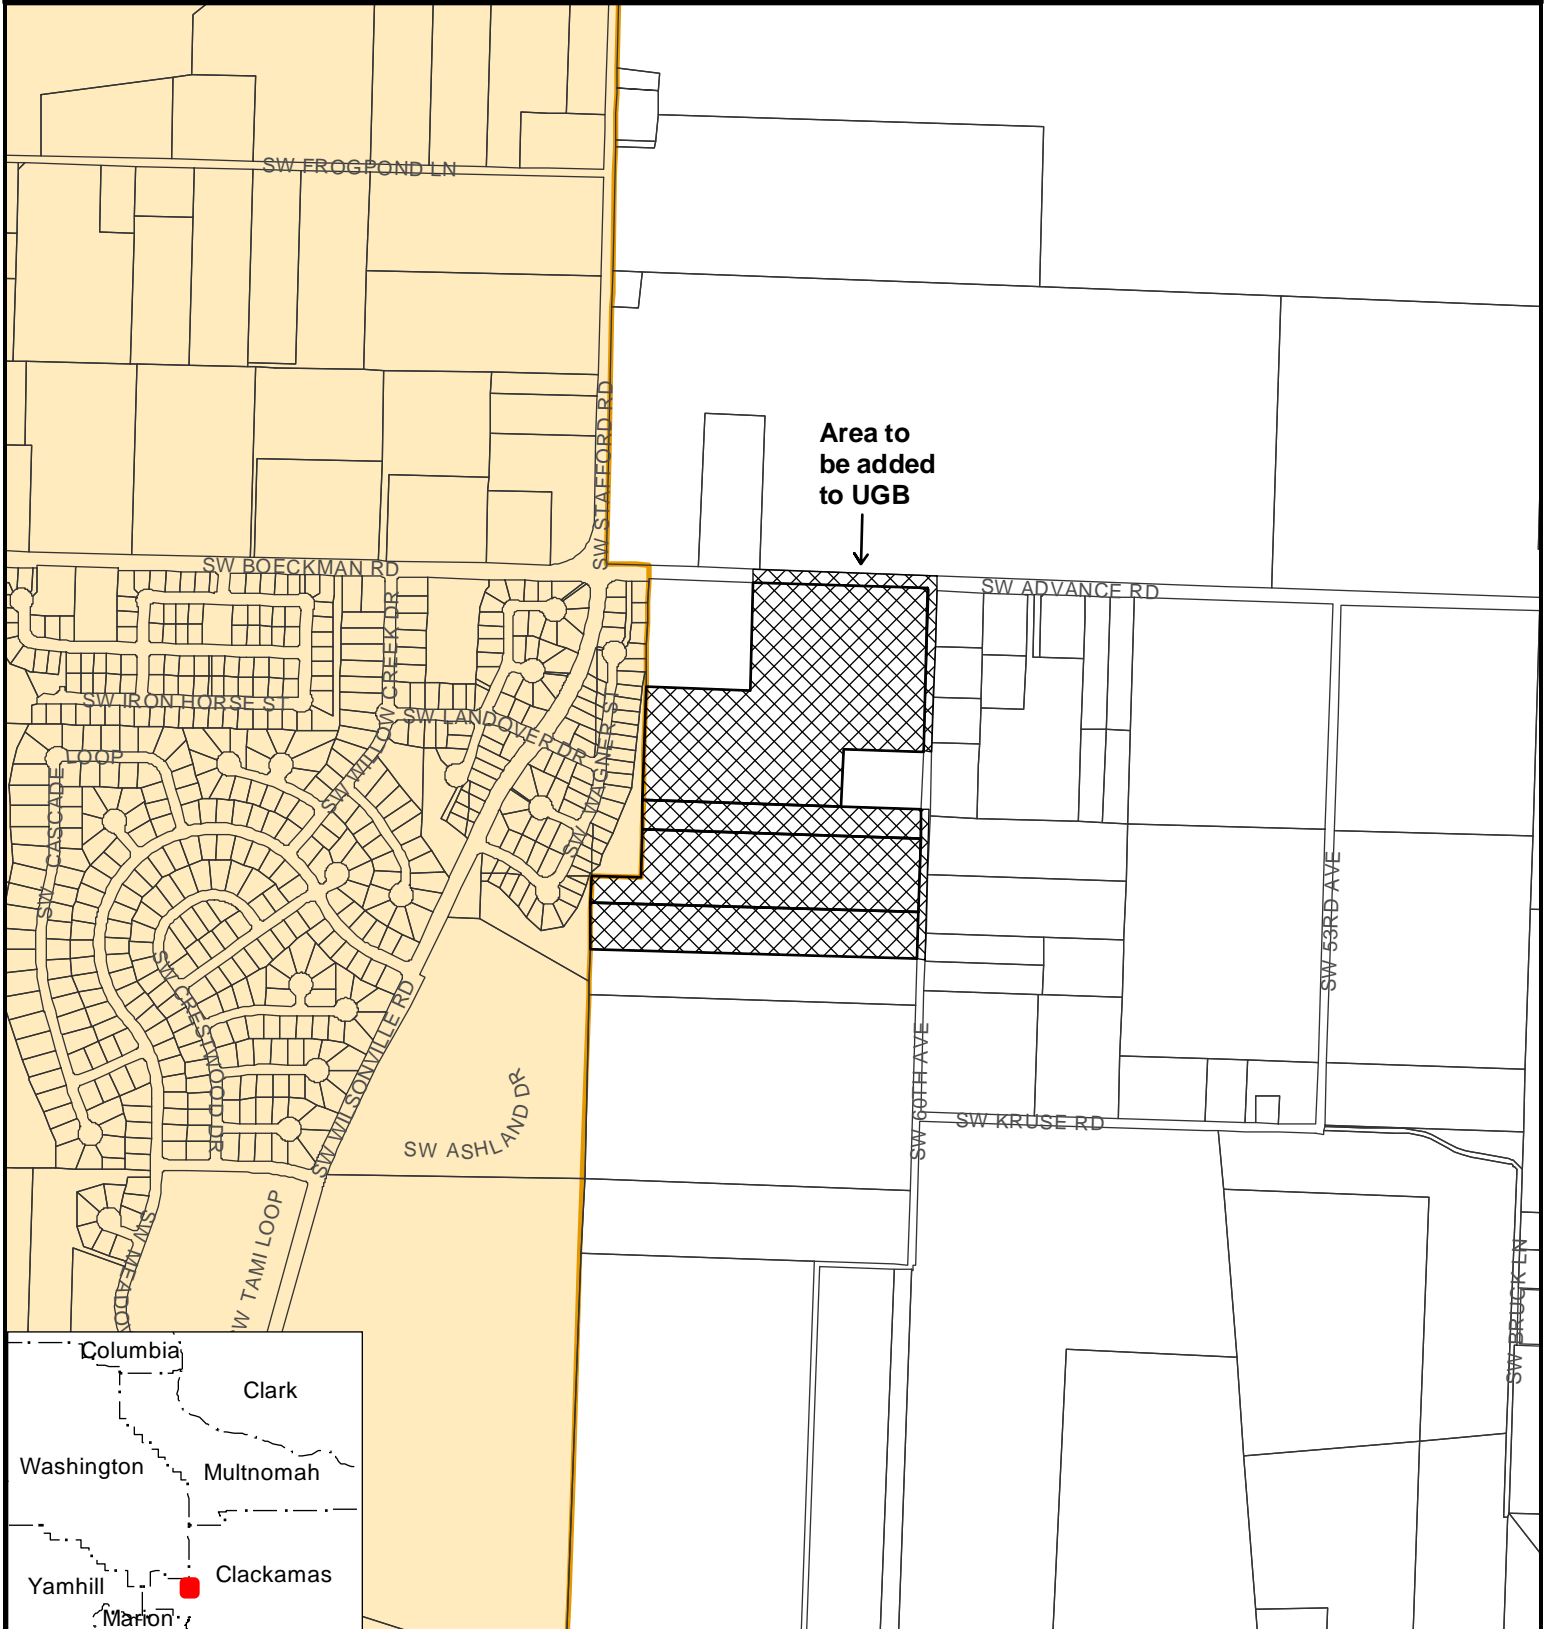 SW FROGPOND LN
SW STAFFORD RD
Area to
be added
to UGB
SW BOECKMAN RD
SW ADVANCE RD
SW WILLOW CREEK DR
SW IRON HORSE ST
SW LANDOVER DR
SW WAGNER ST
SW CASCADE LOOP
SW 53RD AVE
SW CRESTWOOD DR
SW WILSONVILLE RD
SW ASHLAND DR
SW 60TH AVE
SW KRUSE RD
SW TAMI LOOP
SW BRUCK LN
Columbia
Clark
Washington
Multnomah
Yamhill
Clackamas
Marion